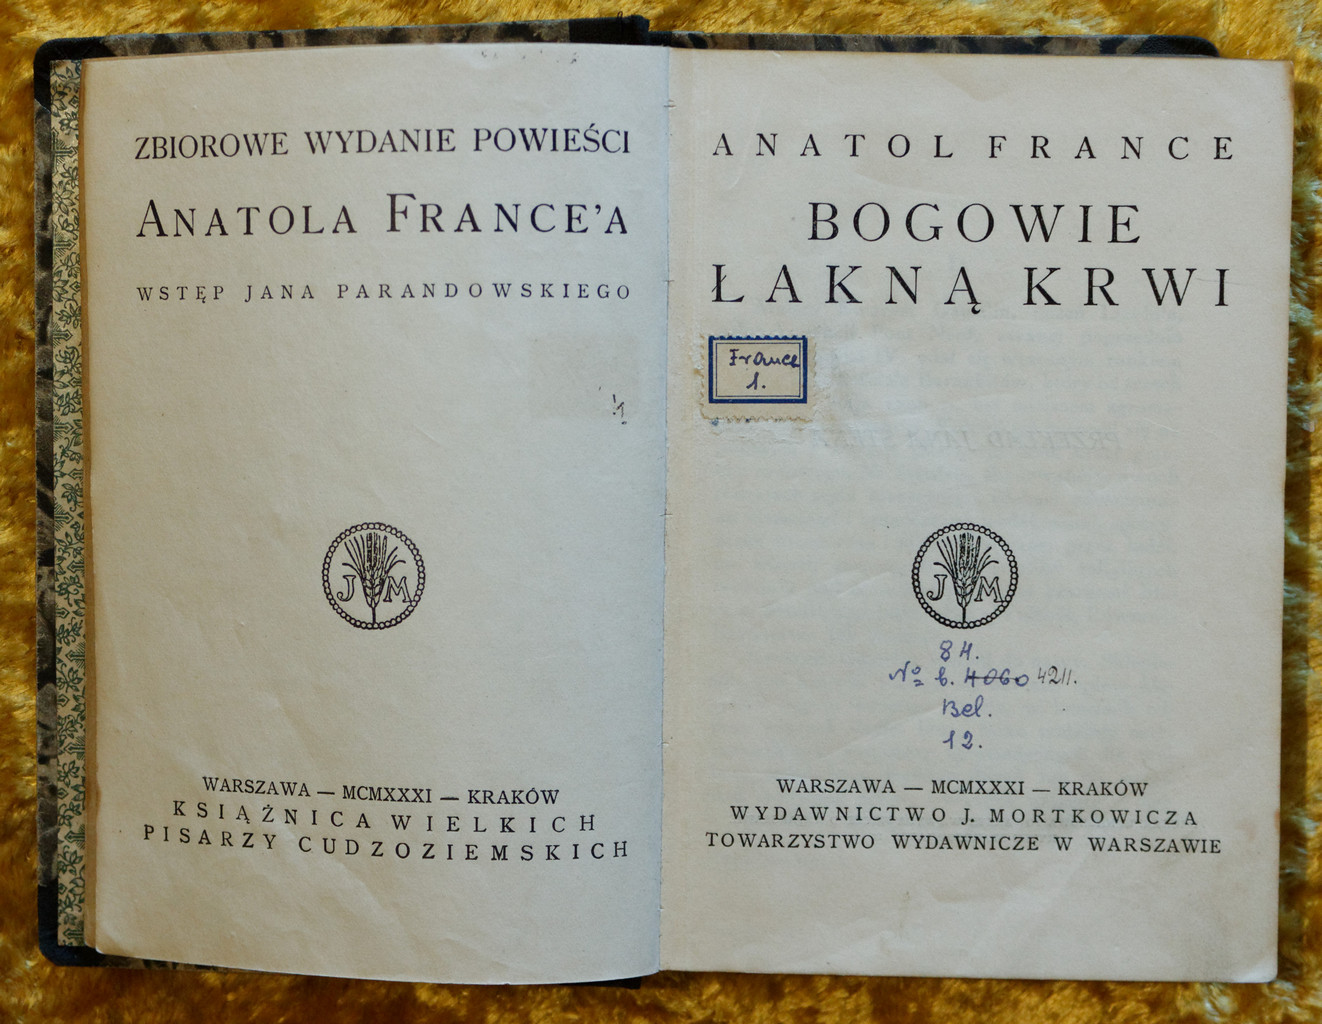 ZBIOROWE WYDANIE POWIEŚCI
ANATOLA FRANCE'A
WSTĘP JANA PARANDOWSKIEGO
J M
WARSZAWA — MCMXXXI — KRAKÓW
KSIĄŻNICA WIELKICH
PISARZY CUDZOZIEMSKICH
ANATOL FRANCE
BOGOWIE
ŁAKNĄ KRWI
France
1.
J M
84.
№ b. 4060 4211.
Bel.
12.
WARSZAWA — MCMXXXI — KRAKÓW
WYDAWNICTWO J. MORTKOWICZA
TOWARZYSTWO WYDAWNICZE W WARSZAWIE